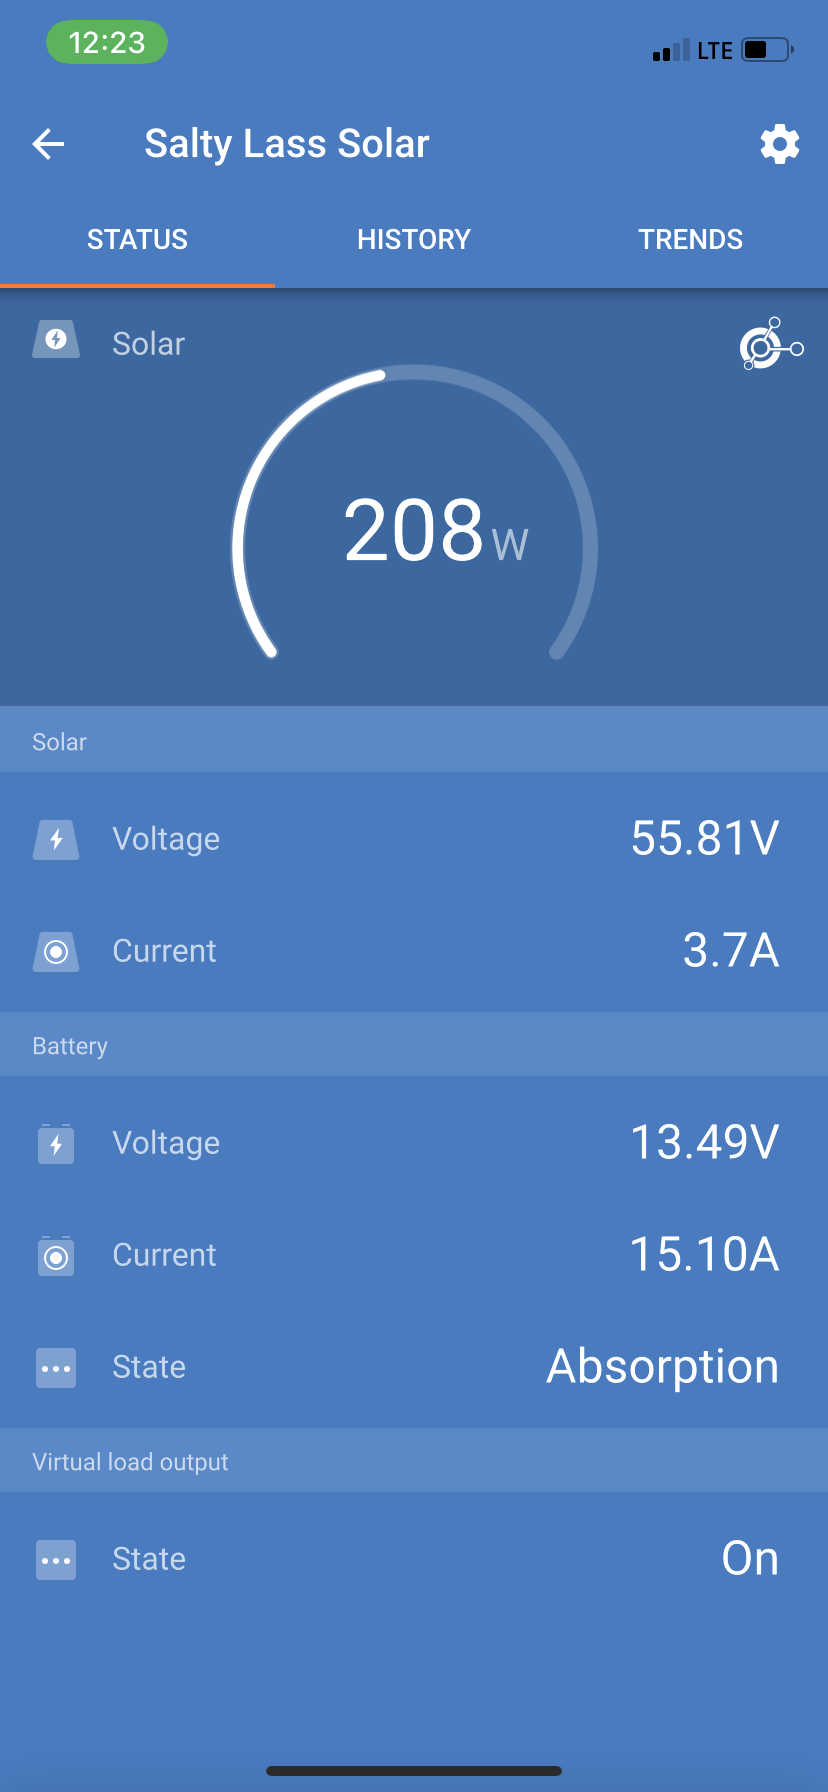 12:23 LTE
Salty Lass Solar
STATUS HISTORY TRENDS
Solar
208W
Solar
Voltage 55.81V
Current 3.7A
Battery
Voltage 13.49V
Current 15.10A
State Absorption
Virtual load output
State On